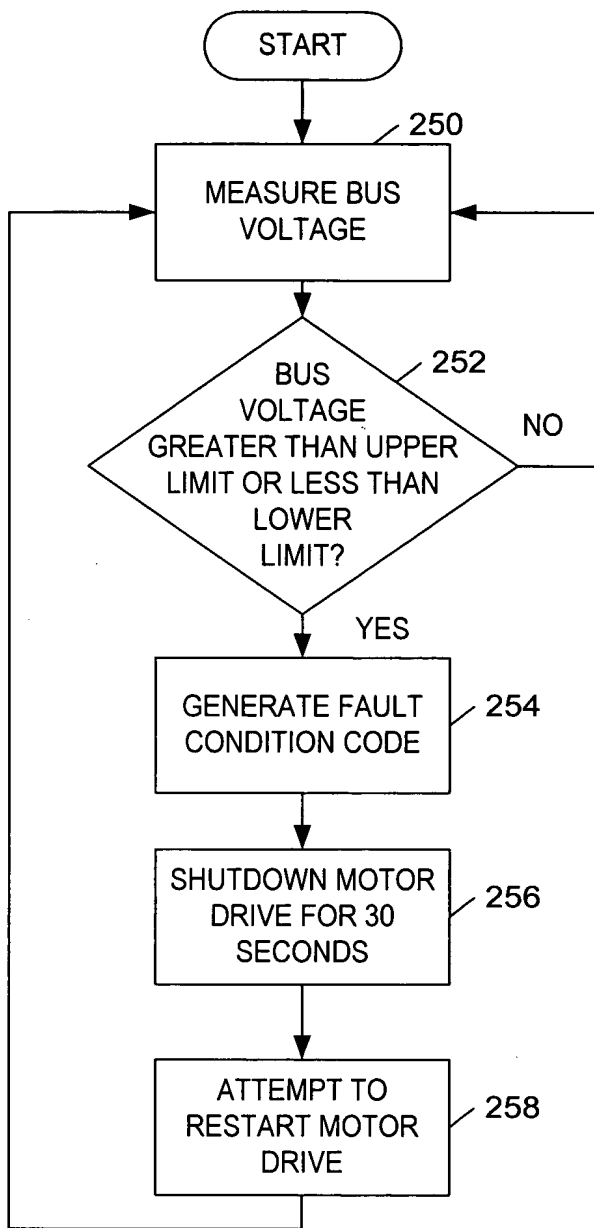 START
250
MEASURE BUS
VOLTAGE
252
BUS
VOLTAGE
GREATER THAN UPPER
LIMIT OR LESS THAN
LOWER
LIMIT?
NO
YES
GENERATE FAULT
CONDITION CODE
254
SHUTDOWN MOTOR
DRIVE FOR 30
SECONDS
256
ATTEMPT TO
RESTART MOTOR
DRIVE
258